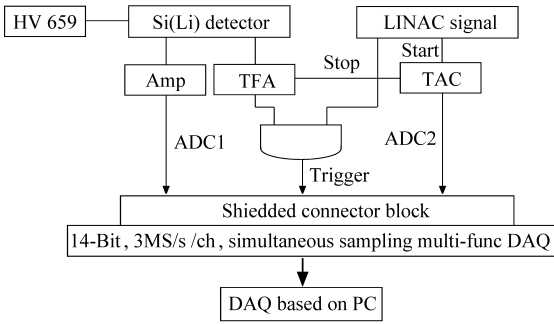 HV 659
Si(Li) detector
LINAC signal
Stop
Start
Amp
TFA
TAC
ADC1
ADC2
Trigger
Shiedded connector block
14-Bit, 3MS/s /ch, simultaneous sampling multi-func DAQ
DAQ based on PC